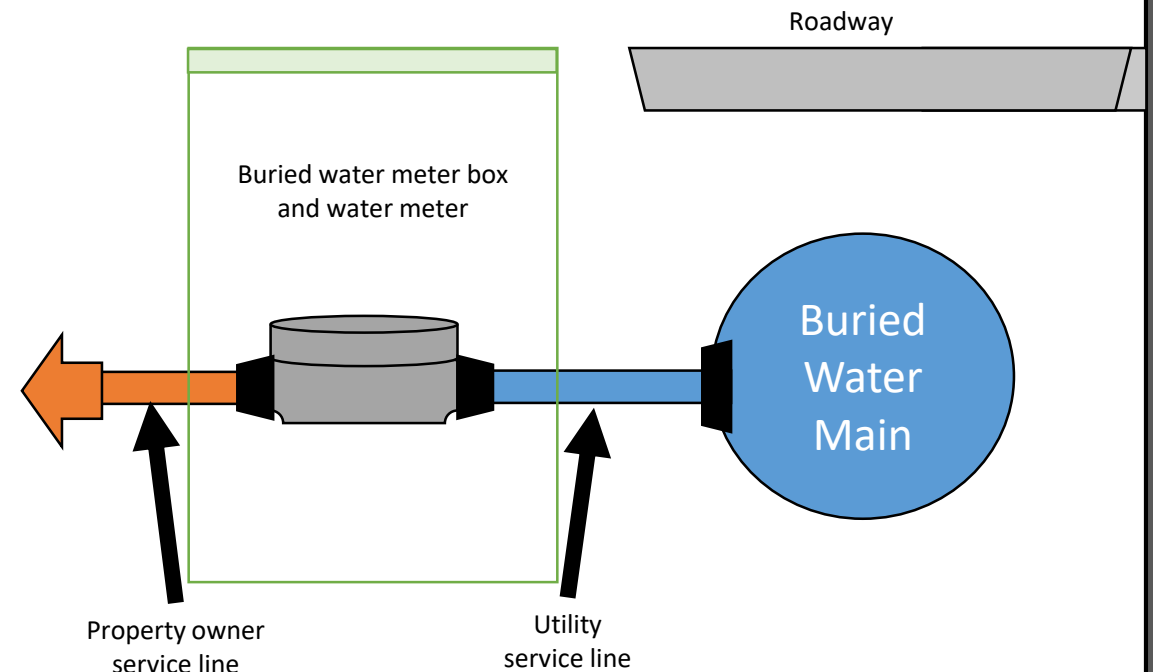 Roadway
Buried water meter box
and water meter
Buried
Water
Main
Property owner
service line
Utility
service line